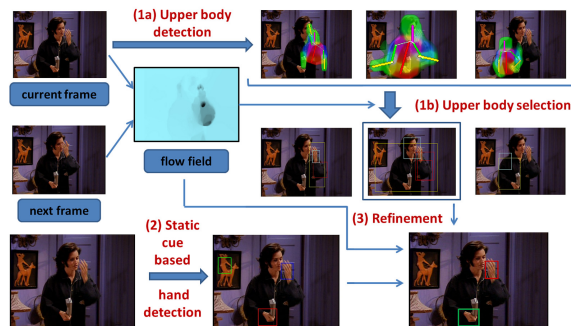 (1a) Upper body
detection
current frame
(1b) Upper body selection
flow field
next frame
(2) Static
cue
based
hand
detection
(3) Refinement